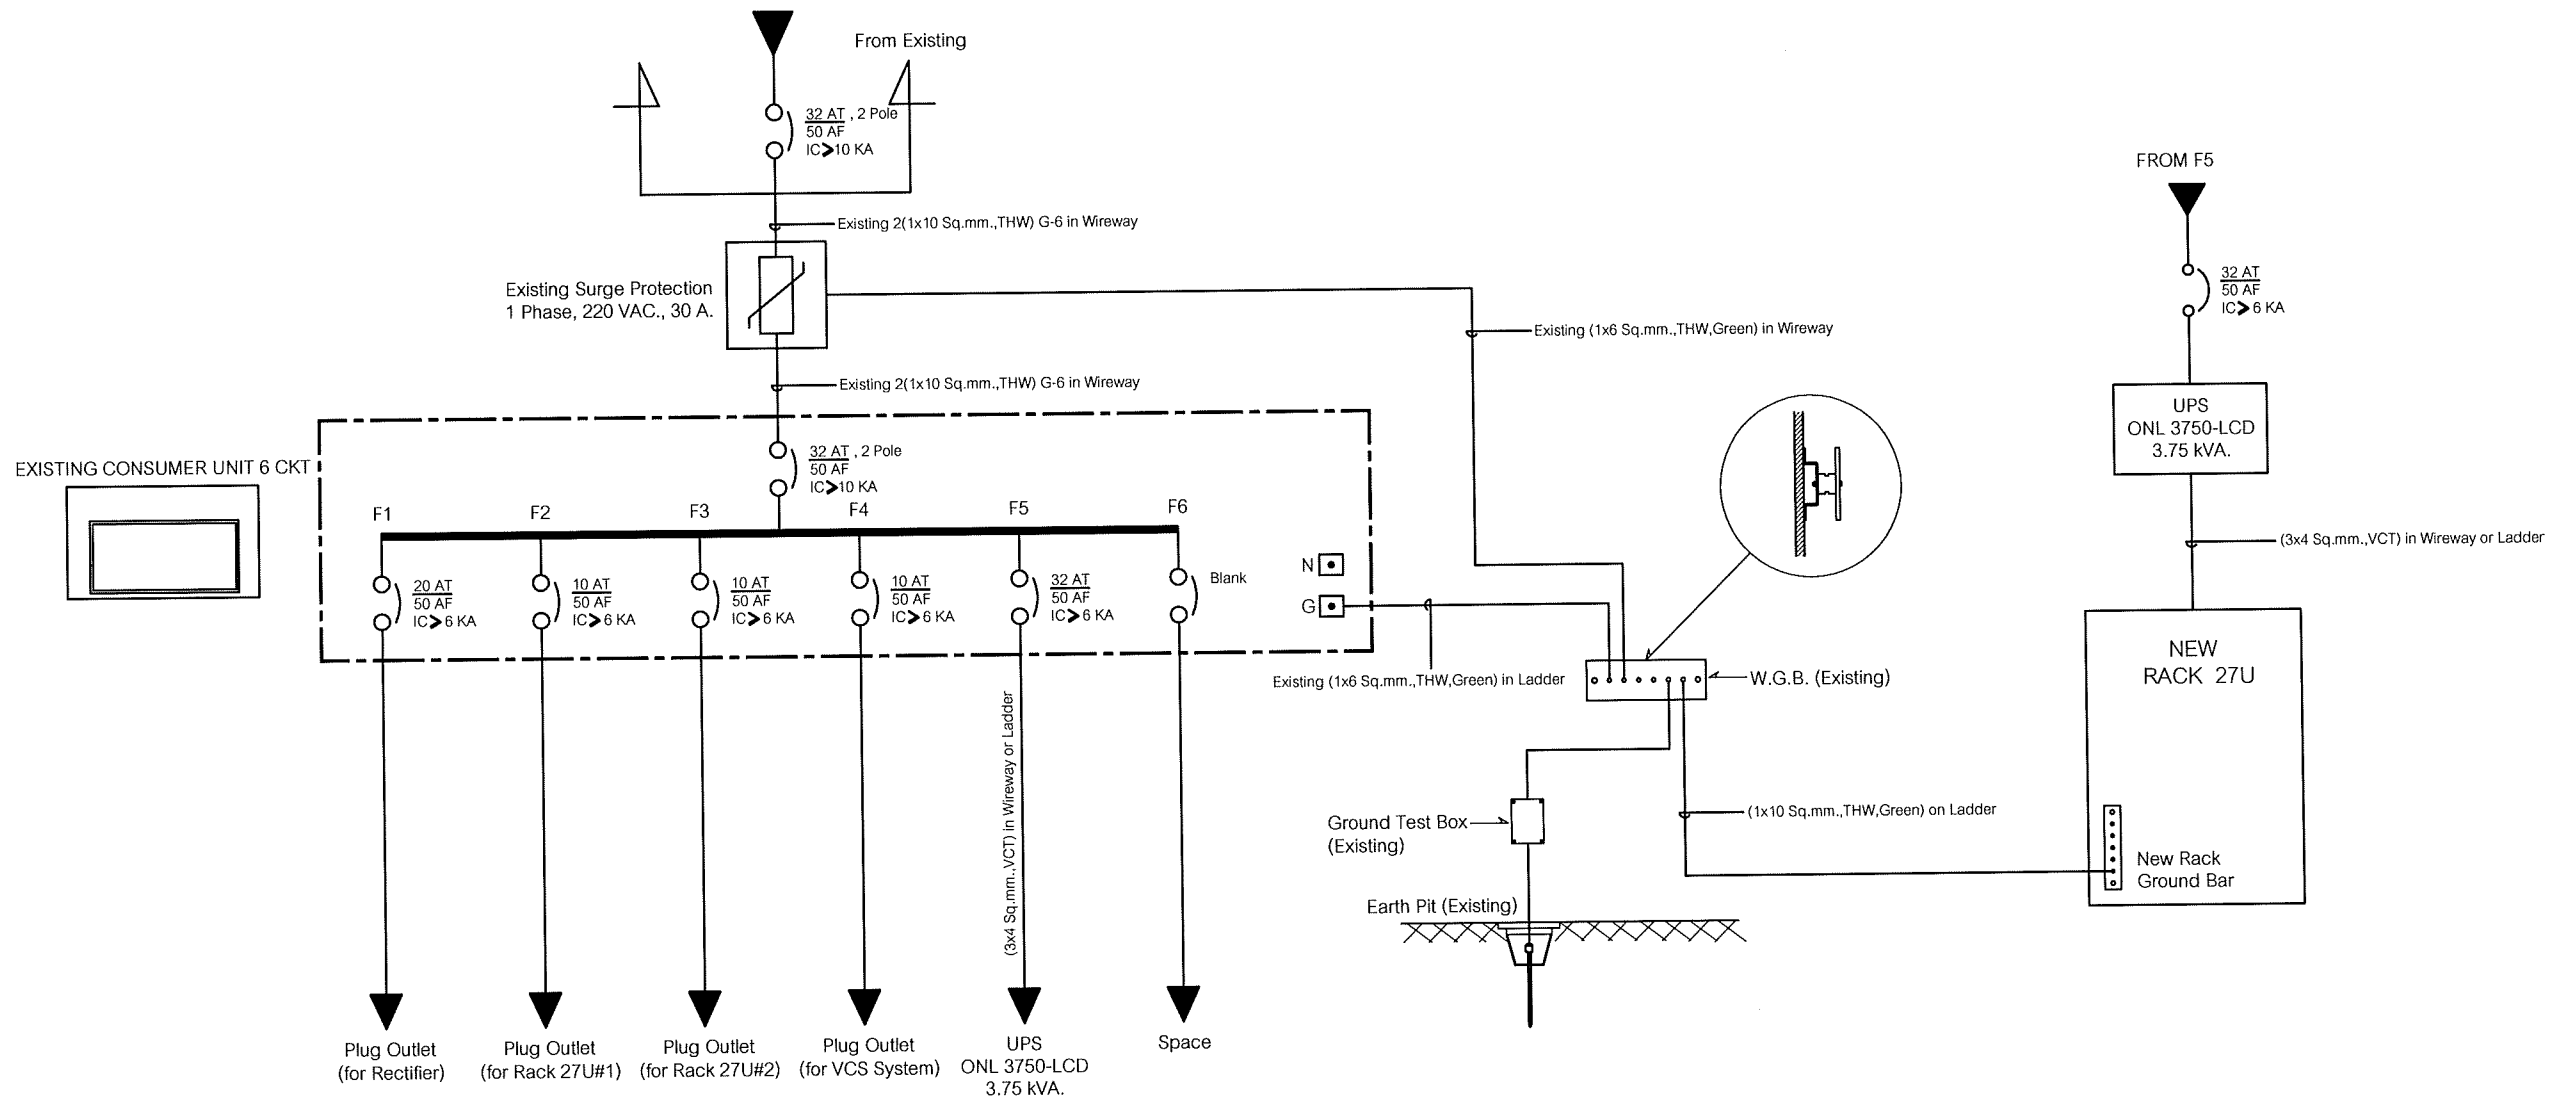 From Existing
32 AT , 2 Pole
50 AF
IC>10 KA
Existing 2(1x10 Sq.mm.,THW) G-6 in Wireway
Existing Surge Protection
1 Phase, 220 VAC., 30 A.
Existing 2(1x10 Sq.mm.,THW) G-6 in Wireway
EXISTING CONSUMER UNIT 6 CKT
32 AT , 2 Pole
50 AF
IC>10 KA
F1
F2
F3
F4
F5
F6
20 AT
50 AF
IC>6 KA
10 AT
50 AF
IC>6 KA
10 AT
50 AF
IC>6 KA
10 AT
50 AF
IC>6 KA
32 AT
50 AF
IC>6 KA
Blank
N
G
(3x4 Sq.mm.,VCT) in Wireway or Ladder
Plug Outlet
(for Rectifier)
Plug Outlet
(for Rack 27U#1)
Plug Outlet
(for Rack 27U#2)
Plug Outlet
(for VCS System)
UPS
ONL 3750-LCD
3.75 kVA.
Space
Existing (1x6 Sq.mm.,THW,Green) in Wireway
Existing (1x6 Sq.mm.,THW,Green) in Ladder
W.G.B. (Existing)
Ground Test Box
(Existing)
(1x10 Sq.mm.,THW,Green) on Ladder
Earth Pit (Existing)
FROM F5
32 AT
50 AF
IC>6 KA
UPS
ONL 3750-LCD
3.75 kVA.
(3x4 Sq.mm.,VCT) in Wireway or Ladder
NEW
RACK 27U
New Rack
Ground Bar